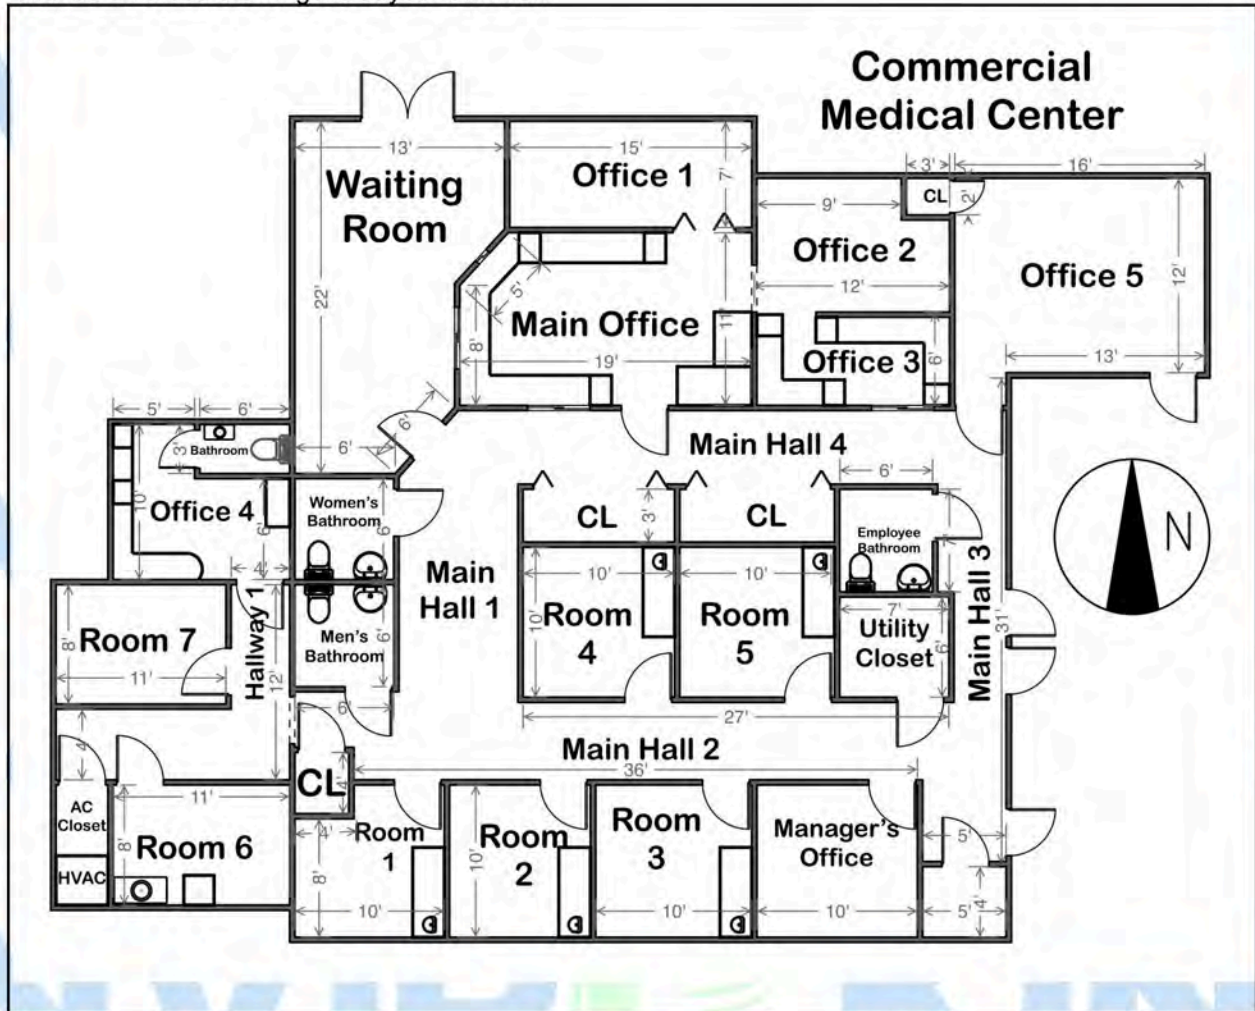 Commercial
Medical Center
13'
15'
7'
3'
16'
Waiting
Room
Office 1
CL
2'
9'
Office 2
12'
Office 5
12'
22'
5'
Main Office
11'
8'
19'
Office 3
6'
13'
5'
6'
6'
6'
Main Hall 4
3'
Bathroom
10'
Office 4
6'
4'
Women's
Bathroom
6'
CL
3'
CL
6'
Employee
Bathroom
7'
N
Main
Hall 1
10'
10'
10'
Room
4
Room
5
7'
Utility
Closet
6'
Main Hall 3
31'
Room 7
8'
11'
Hallway 1
12'
Men's
Bathroom
6'
6'
27'
Main Hall 2
36'
4'
CL
4'
4'
AC
Closet
HVAC
11'
8'
Room 6
Room
1
8'
10'
Room
2
10'
Room
3
10'
Manager's
Office
10'
5'
5'
4'